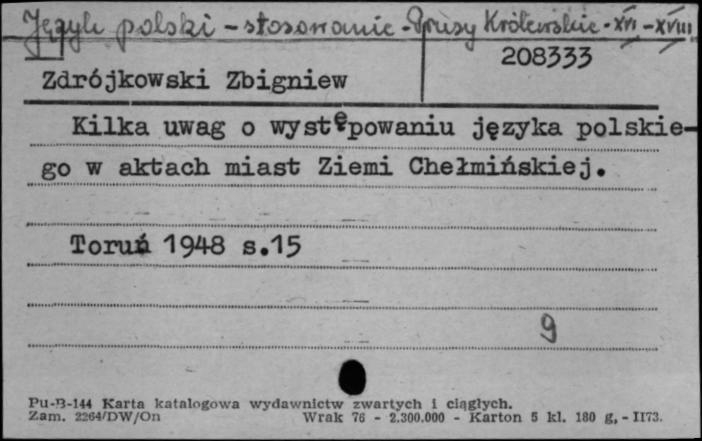 Język polski - stosowanie - Prusy Królewskie - XVI - XVIII
208333
Zdrójkowski Zbigniew
Kilka uwag o występowaniu języka polskie-
go w aktach miast Ziemi Chełmińskiej.
Toruń 1948 s.15
9
Pu-B-144 Karta katalogowa wydawnictw zwartych i ciągłych.
Zam. 2264/DW/On Wrak 76 - 2.300.000 - Karton 5 kl. 180 g, - II73.